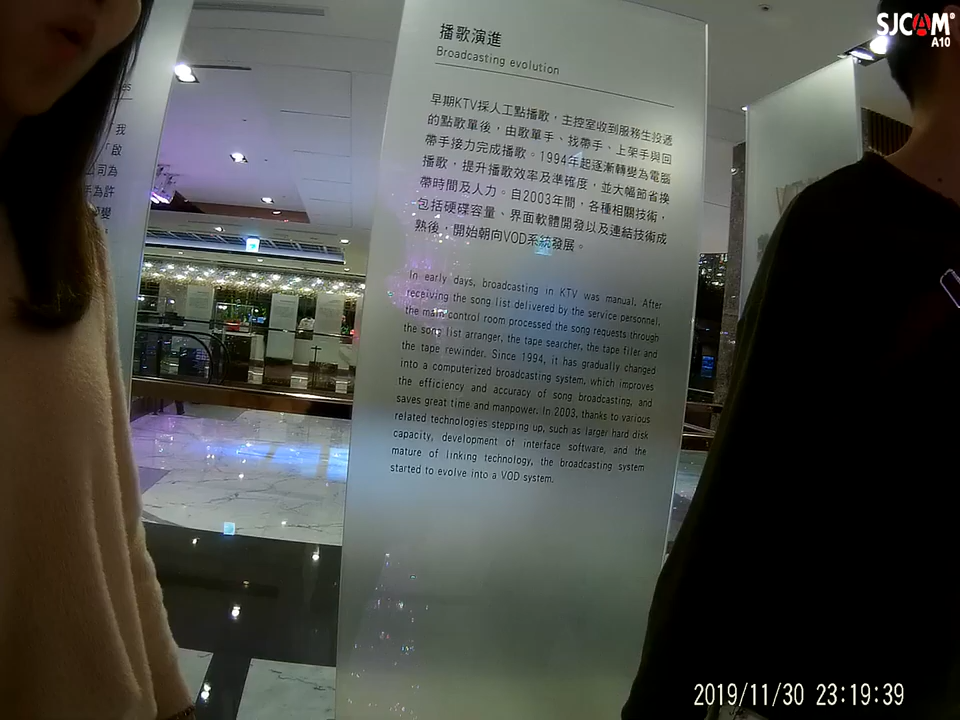 SJCAM
A10
播歌演進
Broadcasting evolution
早期KTV採人工點播歌，主控室收到服務生投遞
的點歌單後，由歌單手、找帶手、上架手與回
帶手接力完成播歌。1994年起逐漸轉變為電腦
播歌，提升播歌效率及準確度，並大幅節省換
帶時間及人力。自2003年間，各種相關技術，
包括硬碟容量、界面軟體開發以及連結技術成
熟後，開始朝向VOD系統發展。
In early days, broadcasting in KTV was manual. After
receiving the song list delivered by the service personnel,
the main control room processed the song requests through
the song list arranger, the tape searcher, the tape filer and
the tape rewinder. Since 1994, it has gradually changed
into a computerized broadcasting system, which improves
the efficiency and accuracy of song broadcasting, and
saves great time and manpower. In 2003, thanks to various
related technologies stepping up, such as larger hard disk
capacity, development of interface software, and the
mature of linking technology, the broadcasting system
started to evolve into a VOD system.
我
「啟
公司為
手為許
2019/11/30 23:19:39